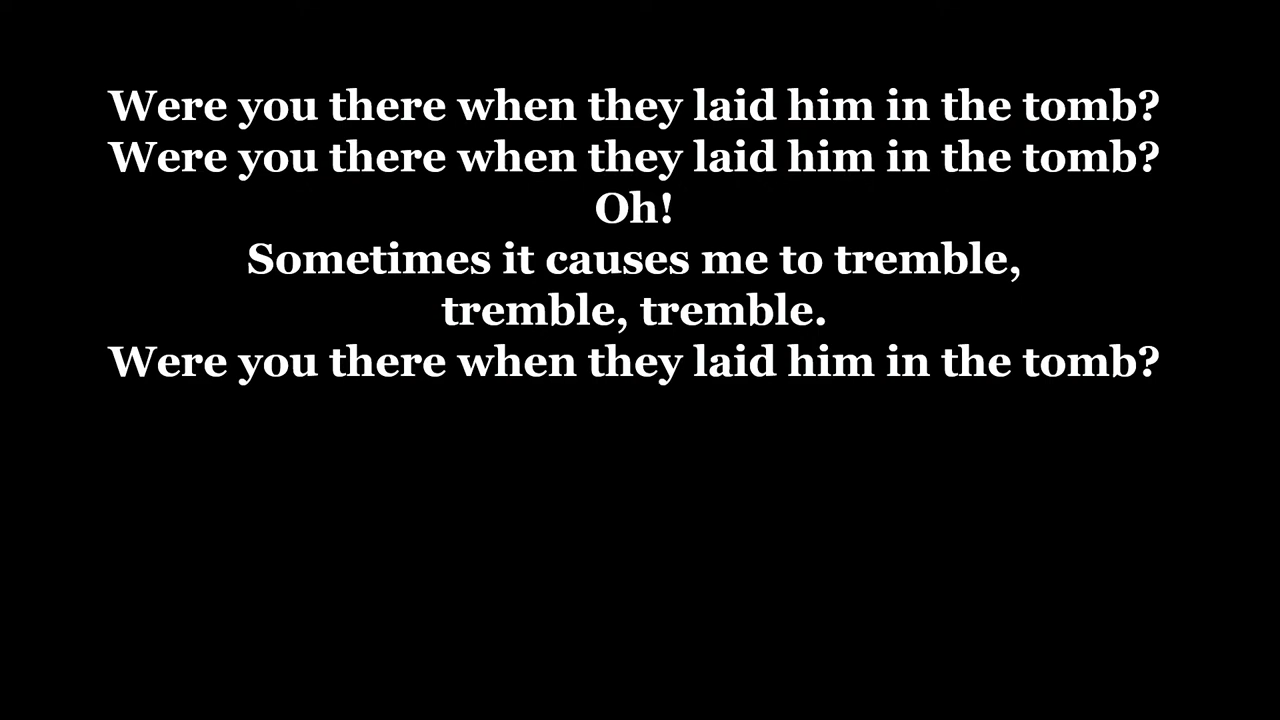 Were you there when they laid him in the tomb?
Were you there when they laid him in the tomb?
Oh!
Sometimes it causes me to tremble,
tremble, tremble.
Were you there when they laid him in the tomb?